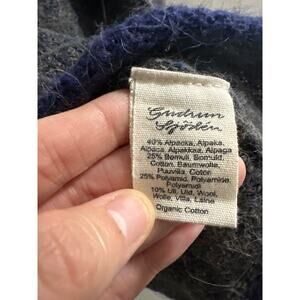 Gudrun
Sjödén
40% Alpacka, Alpaka,
Alpaca, Alpakkaa, Alpaga
25% Bomull, Bomuld,
Cotton, Baumwolle,
Puuvilla, Coton
25% Polyamid, Polyamide,
Polyamidi
10% Ull, Uld, Wool,
Wolle, Villa, Laine
Organic Cotton